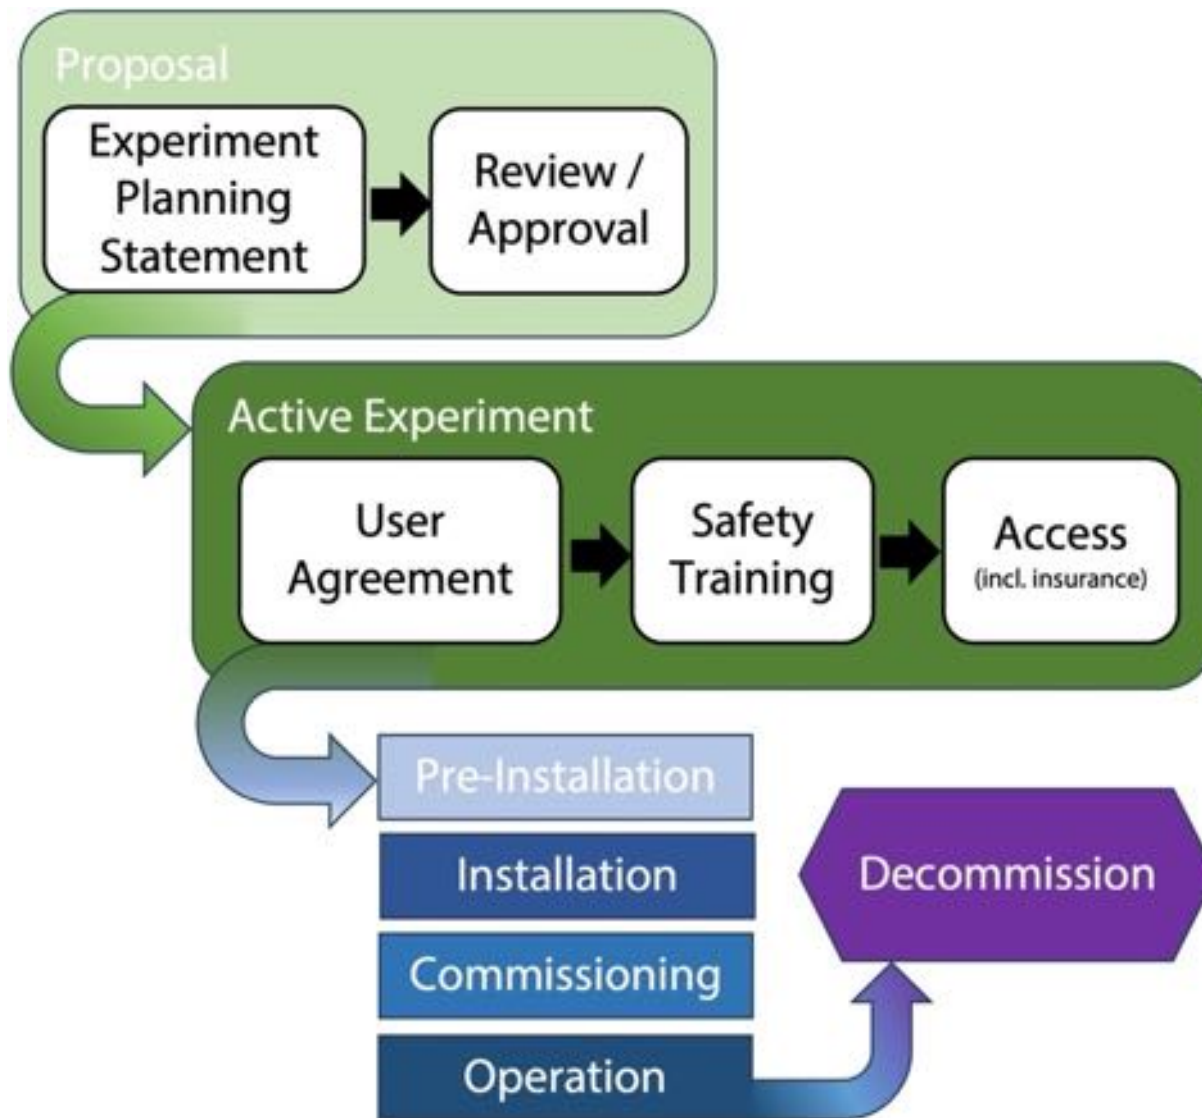 Proposal
Experiment
Planning
Statement
Review /
Approval
Active Experiment
User
Agreement
Safety
Training
Access
(incl. insurance)
Pre-Installation
Installation
Commissioning
Operation
Decommission